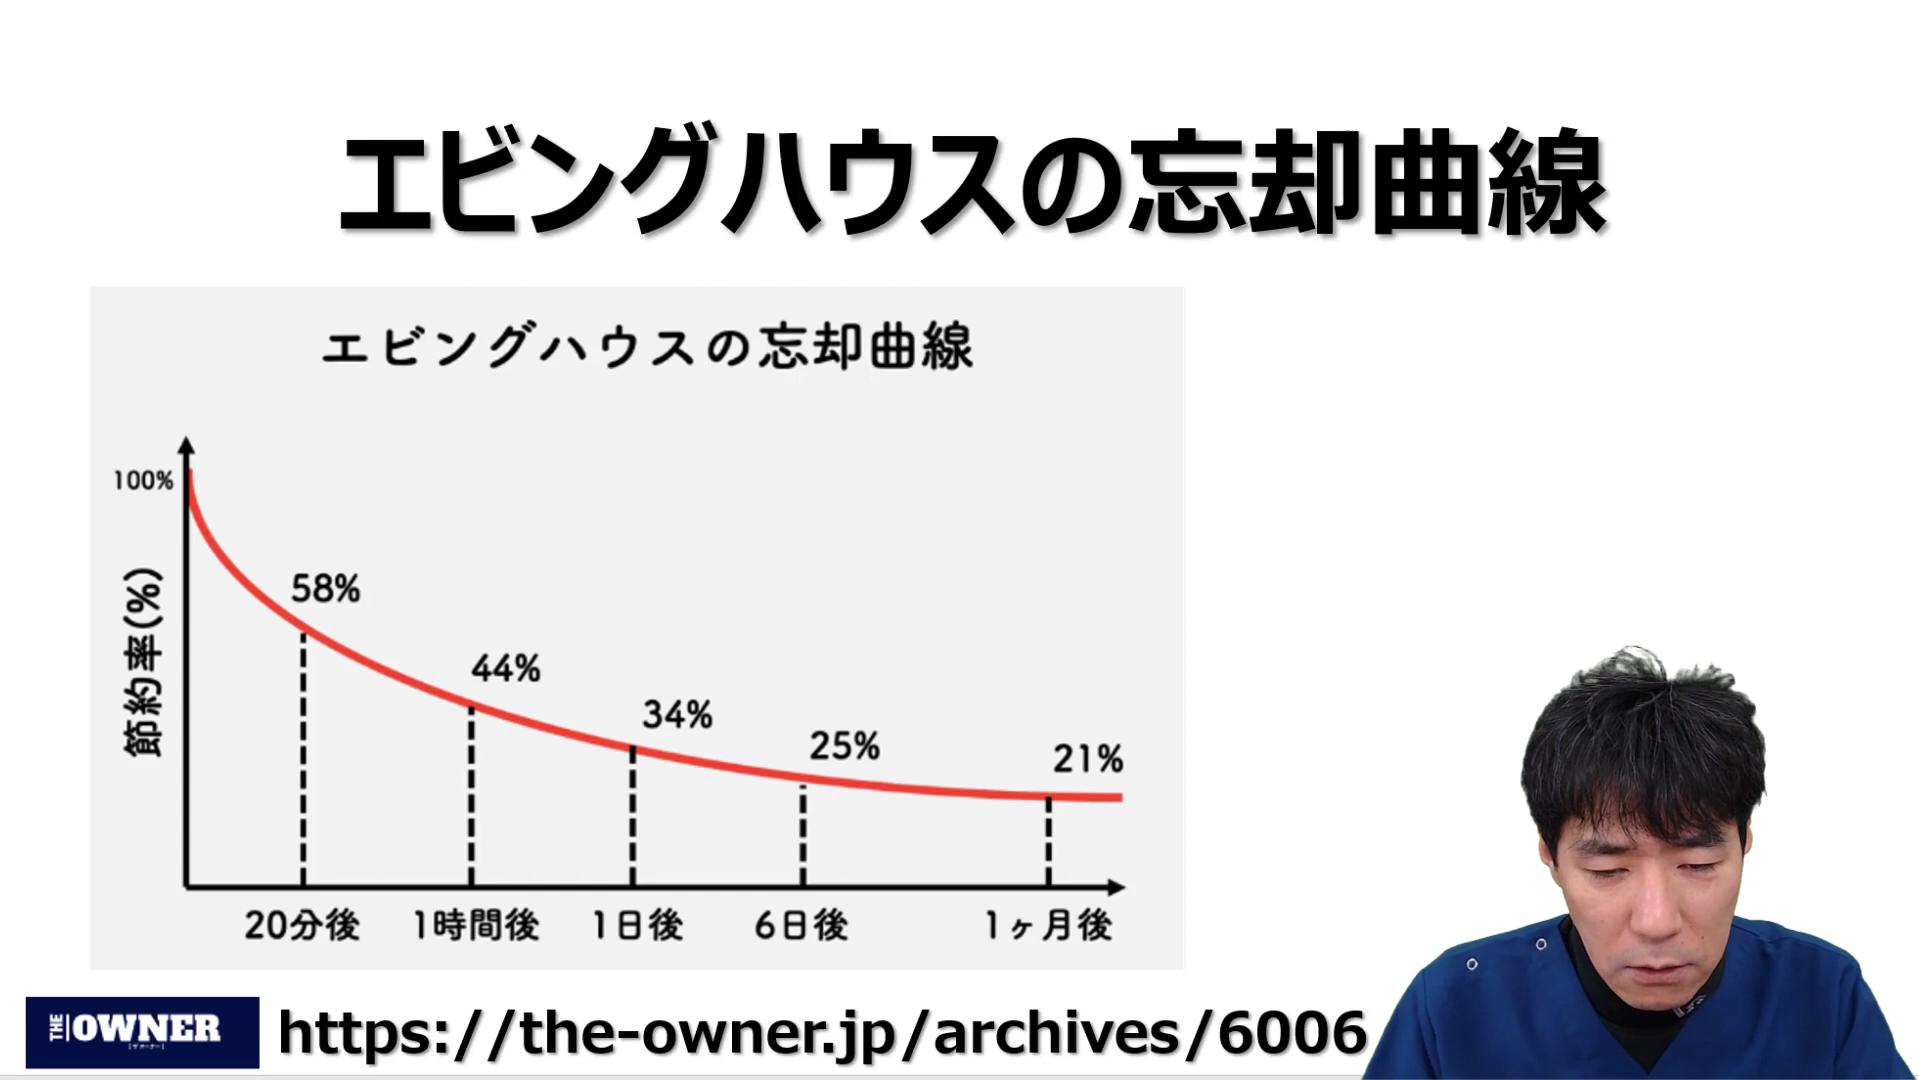 エビングハウスの忘却曲線
エビングハウスの忘却曲線
100%
節約率(%)
58%
44%
34%
25%
21%
20分後 1時間後 1日後 6日後 1ヶ月後
THE OWNER
https://the-owner.jp/archives/6006